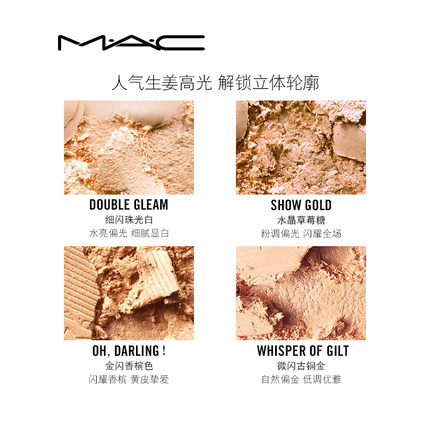 MAC
人气生姜高光 解锁立体轮廓
DOUBLE GLEAM
细闪珠光白
水亮偏光 细腻显白
SHOW GOLD
水晶草莓糖
粉调偏光 闪耀全场
OH, DARLING !
金闪香槟色
闪耀香槟 黄皮挚爱
WHISPER OF GILT
微闪古铜金
自然偏金 低调优雅